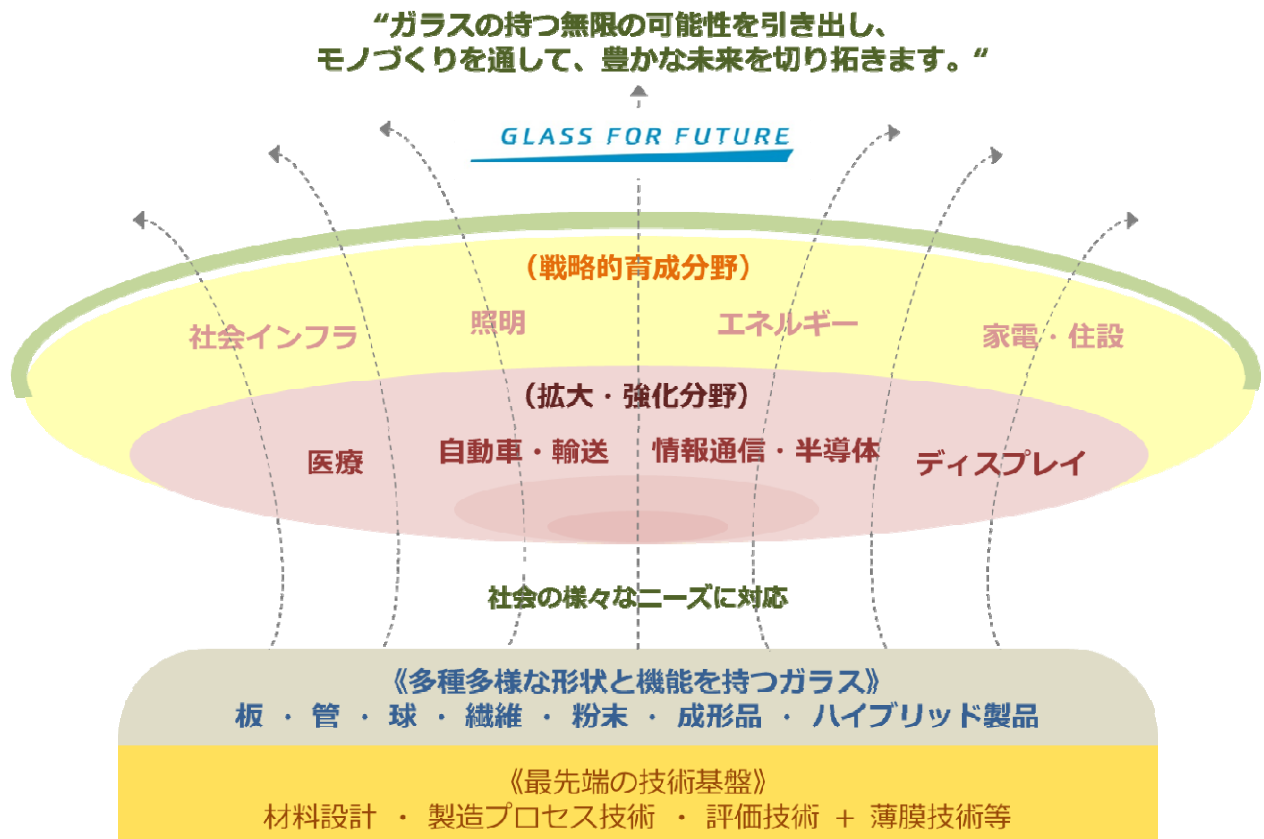 “ガラスの持つ無限の可能性を引き出し、
モノづくりを通して、豊かな未来を切り拓きます。“
GLASS FOR FUTURE
（戦略的育成分野）
社会インフラ 照明 エネルギー 家電・住設
（拡大・強化分野）
医療 自動車・輸送 情報通信・半導体 ディスプレイ
社会の様々なニーズに対応
《多種多様な形状と機能を持つガラス》
板 ・ 管 ・ 球 ・ 繊維 ・ 粉末 ・ 成形品 ・ ハイブリッド製品
《最先端の技術基盤》
材料設計 ・ 製造プロセス技術 ・ 評価技術 + 薄膜技術等